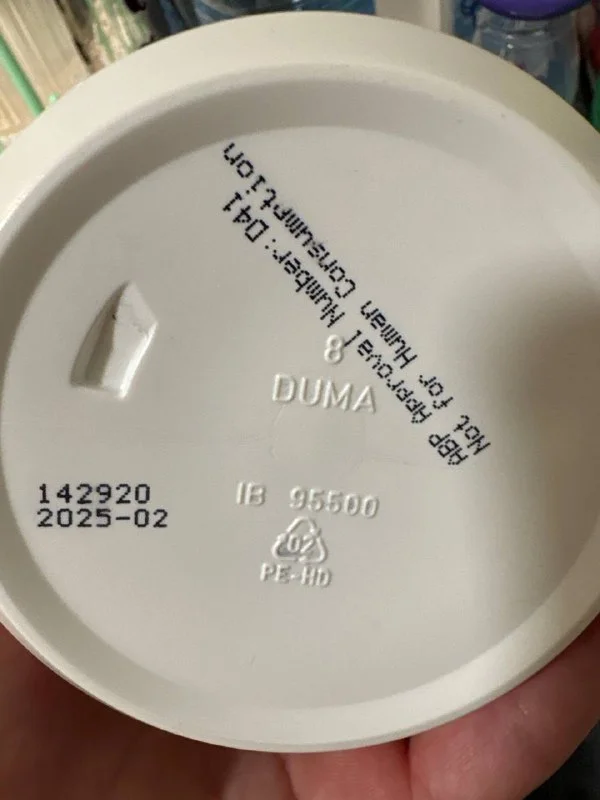 ABP Approval Number: D41
Not for Human Consumption
8
DUMA
142920
2025-02
IB 95500
02
PE-HD